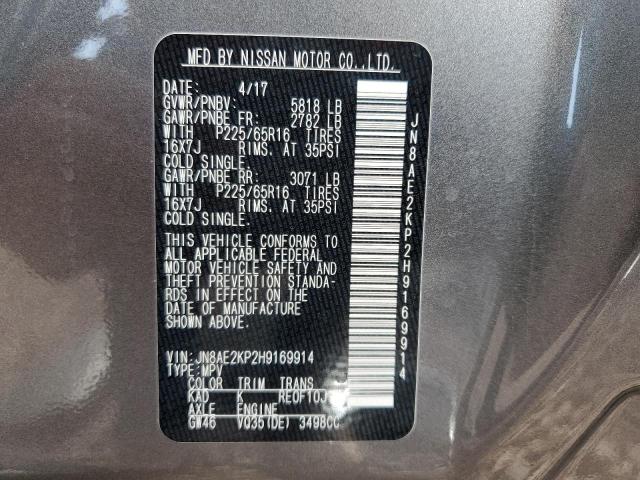 MFD BY NISSAN MOTOR CO.,LTD.
DATE: 4/17
GVWR/PNBV: 5818 LB
GAWR/PNBE FR: 2782 LB
WITH P225/65R16 TIRES
16X7J RIMS. AT 35PSI
COLD SINGLE.
GAWR/PNBE RR: 3071 LB
WITH P225/65R16 TIRES
16X7J RIMS. AT 35PSI
COLD SINGLE.
THIS VEHICLE CONFORMS TO
ALL APPLICABLE FEDERAL
MOTOR VEHICLE SAFETY AND
THEFT PREVENTION STANDA-
RDS IN EFFECT ON THE
DATE OF MANUFACTURE
SHOWN ABOVE.
VIN: JN8AE2KP2H9169914
TYPE: MPV
COLOR TRIM TRANS
KAD K RE0F10J
AXLE ENGINE
GW46 VQ35(DE) 3498CC
JN8AE2KP2H9169914